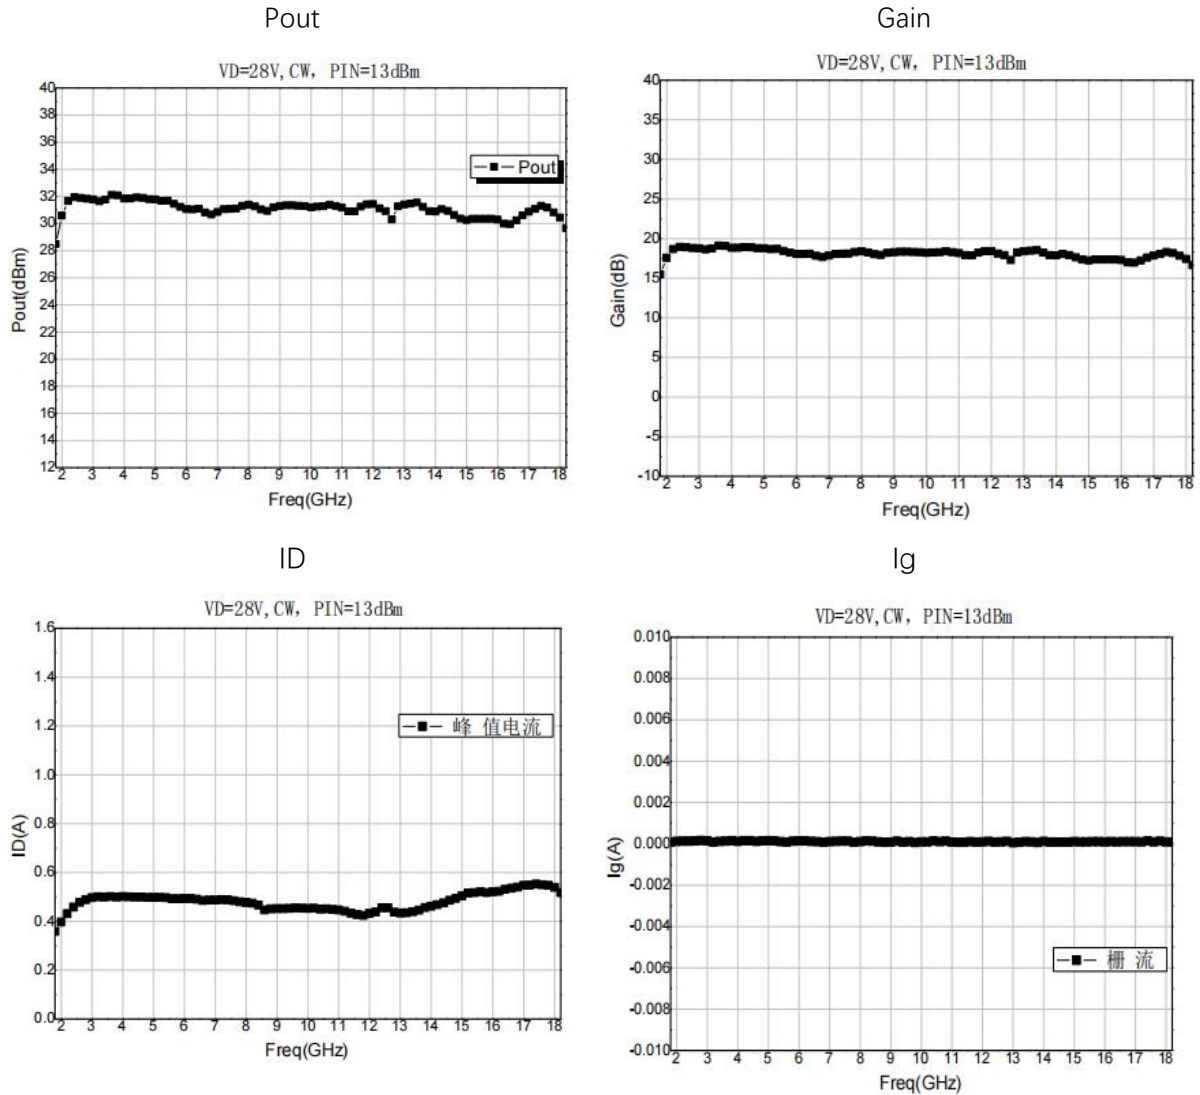 Pout
VD=28V, CW, PIN=13dBm
40
38
36
34
32
30
28
26
24
22
20
18
16
14
12
Pout(dBm)
Pout
2 3 4 5 6 7 8 9 10 11 12 13 14 15 16 17 18
Freq(GHz)
Gain
VD=28V, CW, PIN=13dBm
40
35
30
25
20
15
10
5
0
-5
-10
Gain(dB)
2 3 4 5 6 7 8 9 10 11 12 13 14 15 16 17 18
Freq(GHz)
ID
VD=28V, CW, PIN=13dBm
1.6
1.4
1.2
1.0
0.8
0.6
0.4
0.2
0.0
ID(A)
峰 值电流
2 3 4 5 6 7 8 9 10 11 12 13 14 15 16 17 18
Freq(GHz)
Ig
VD=28V, CW, PIN=13dBm
0.010
0.008
0.006
0.004
0.002
0.000
-0.002
-0.004
-0.006
-0.008
-0.010
Ig(A)
栅 流
2 3 4 5 6 7 8 9 10 11 12 13 14 15 16 17 18
Freq(GHz)